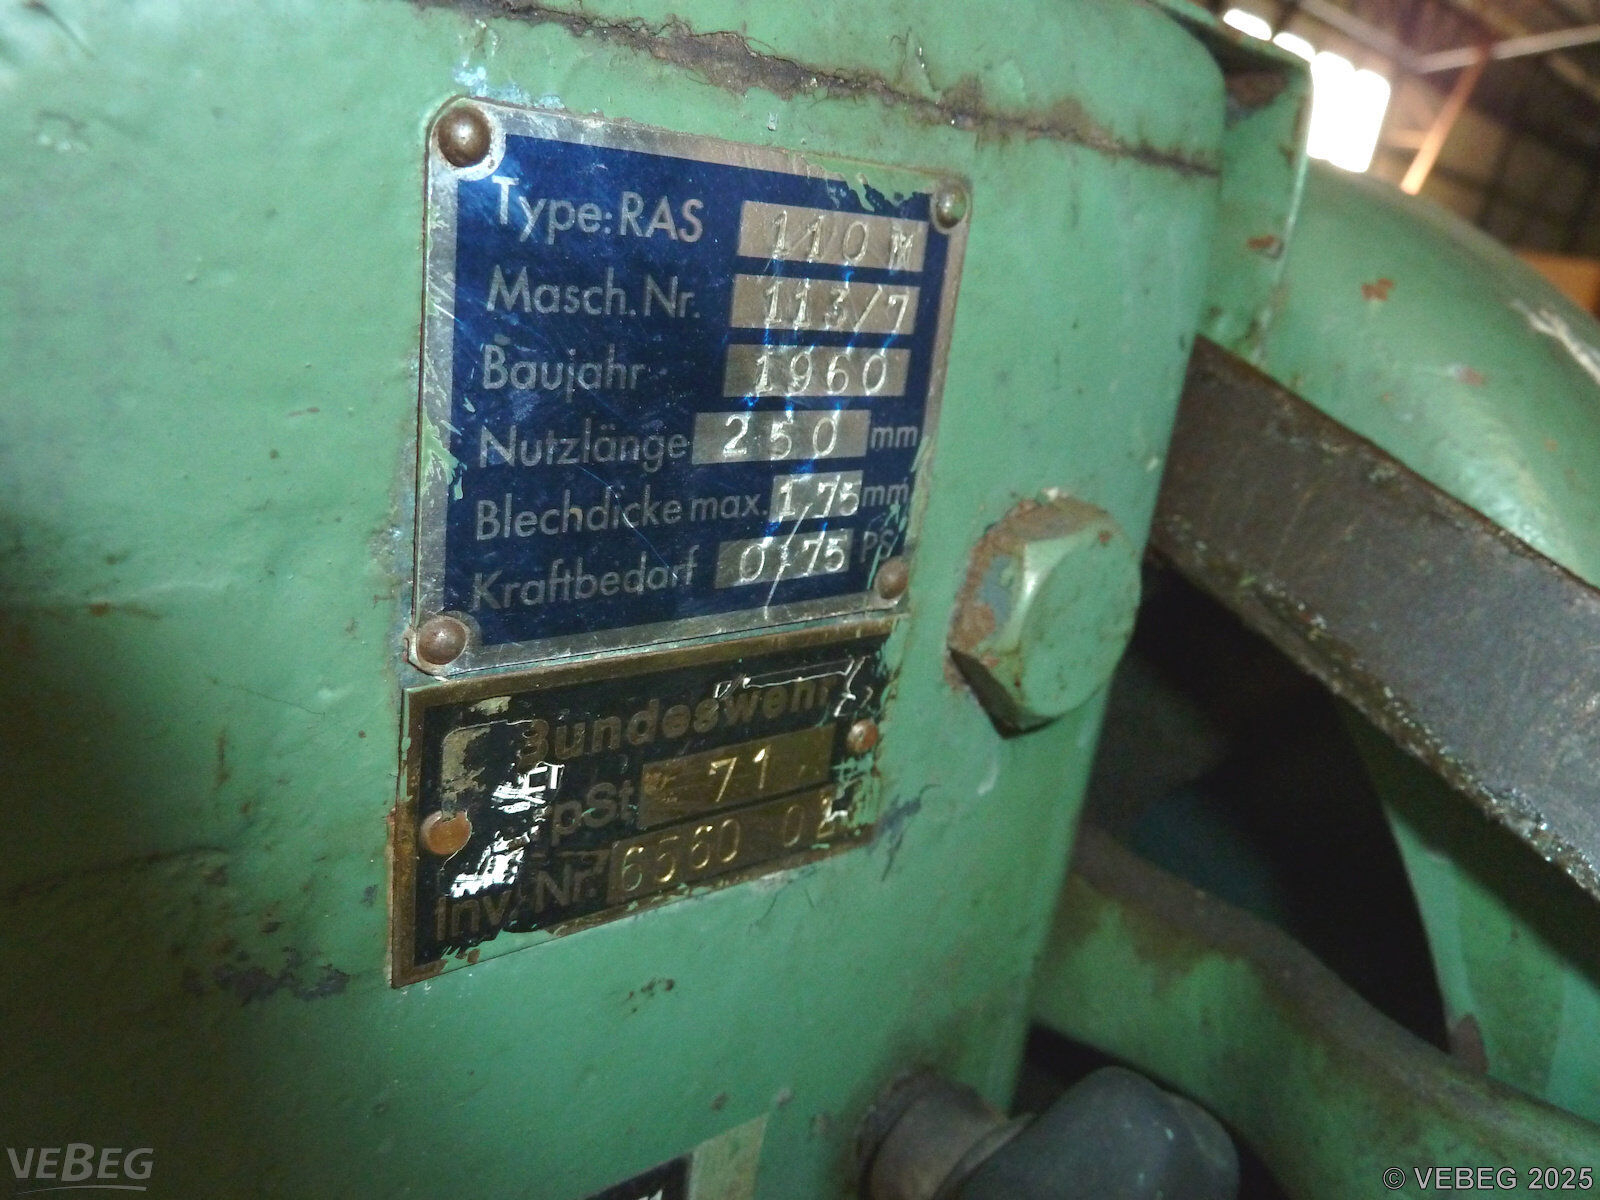 Type: RAS 110 M
Masch. Nr. 113/7
Baujahr 1960
Nutzlänge 250 mm
Blechdicke max. 1,75 mm
Kraftbedarf 0,75 PS
Bundeswehr
71
Inv. Nr. 6560
VEBEG
© VEBEG 2025